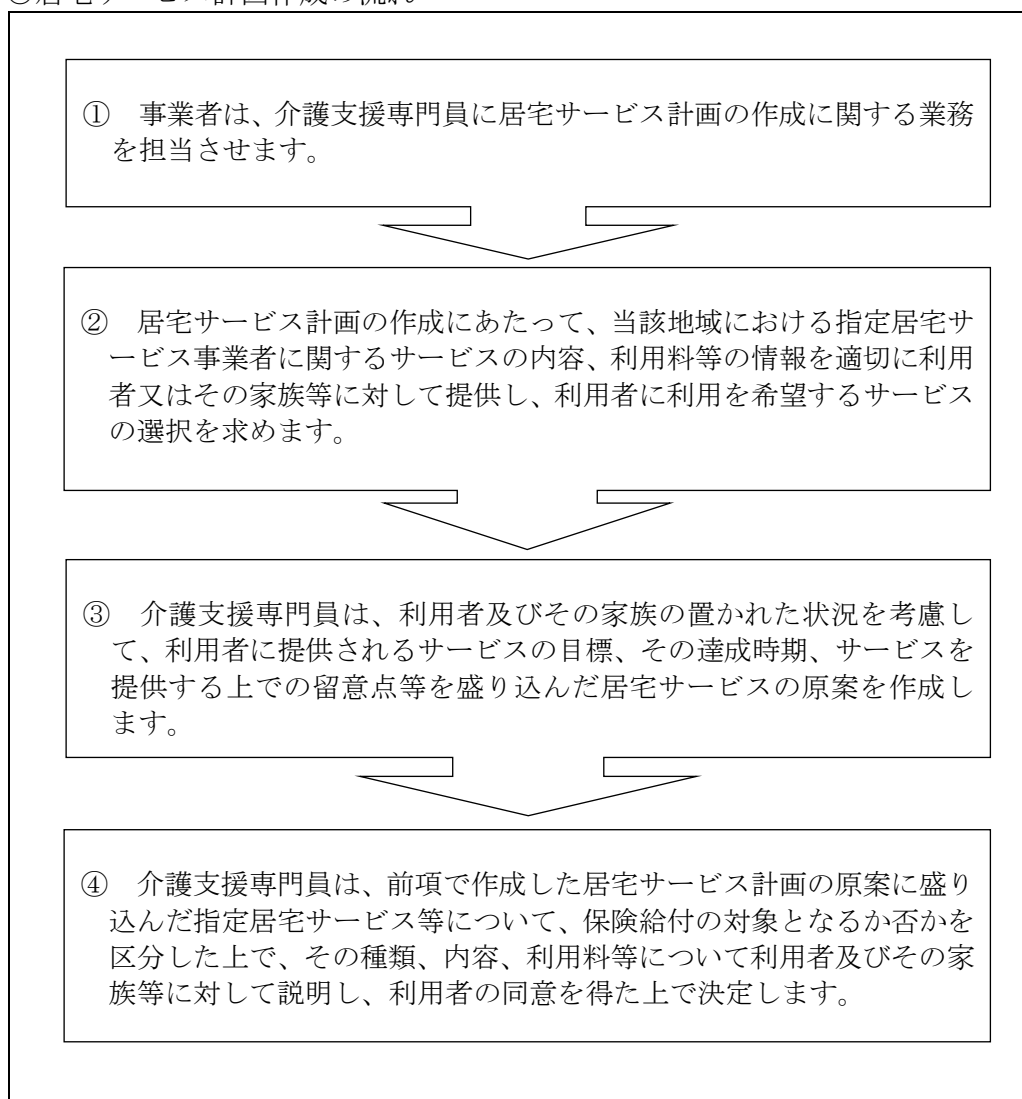 ①　事業者は、介護支援専門員に居宅サービス計画の作成に関する業務
を担当させます。
②　居宅サービス計画の作成にあたって、当該地域における指定居宅サ
ービス事業者に関するサービスの内容、利用料等の情報を適切に利用
者又はその家族等に対して提供し、利用者に利用を希望するサービス
の選択を求めます。
③　介護支援専門員は、利用者及びその家族の置かれた状況を考慮し
て、利用者に提供されるサービスの目標、その達成時期、サービスを
提供する上での留意点等を盛り込んだ居宅サービスの原案を作成し
ます。
④　介護支援専門員は、前項で作成した居宅サービス計画の原案に盛り
込んだ指定居宅サービス等について、保険給付の対象となるか否かを
区分した上で、その種類、内容、利用料等について利用者及びその家
族等に対して説明し、利用者の同意を得た上で決定します。